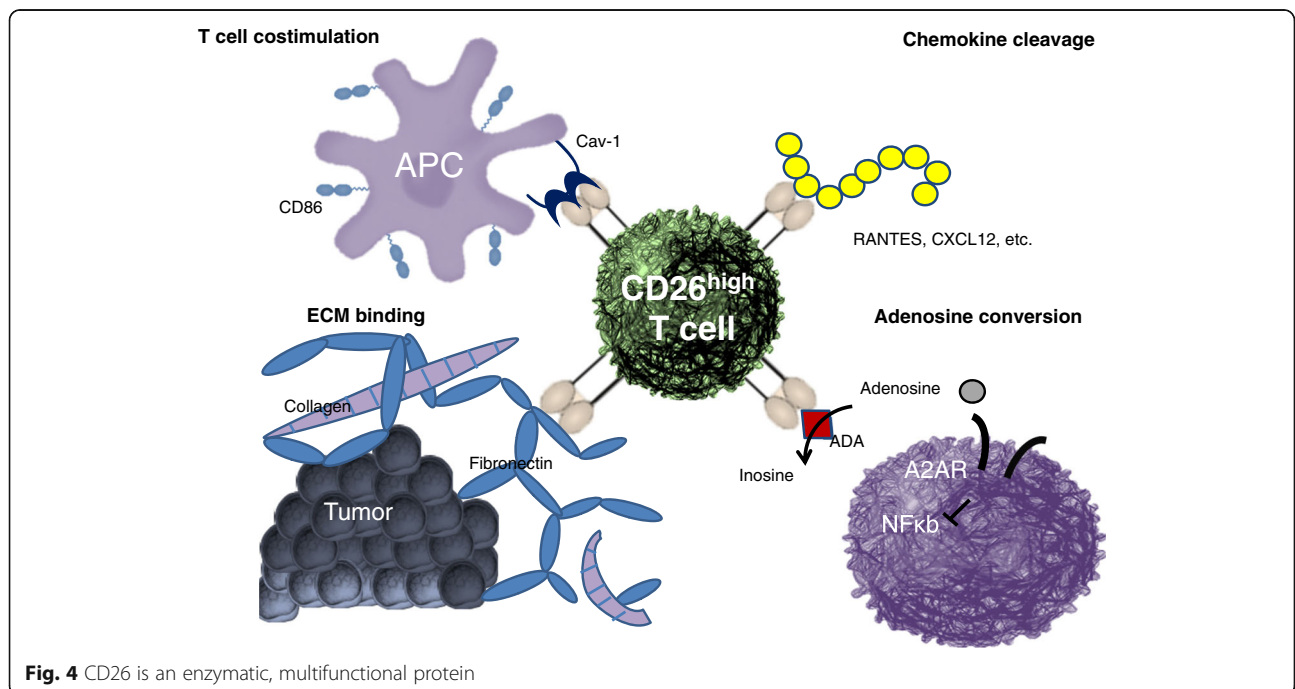 T cell costimulation
Chemokine cleavage
Cav-1
APC
CD86
RANTES, CXCL12, etc.
CD26high
T cell
ECM binding
Adenosine conversion
Collagen
Adenosine
ADA
Fibronectin
Inosine
A2AR
Tumor
NFκb
Fig. 4 CD26 is an enzymatic, multifunctional protein